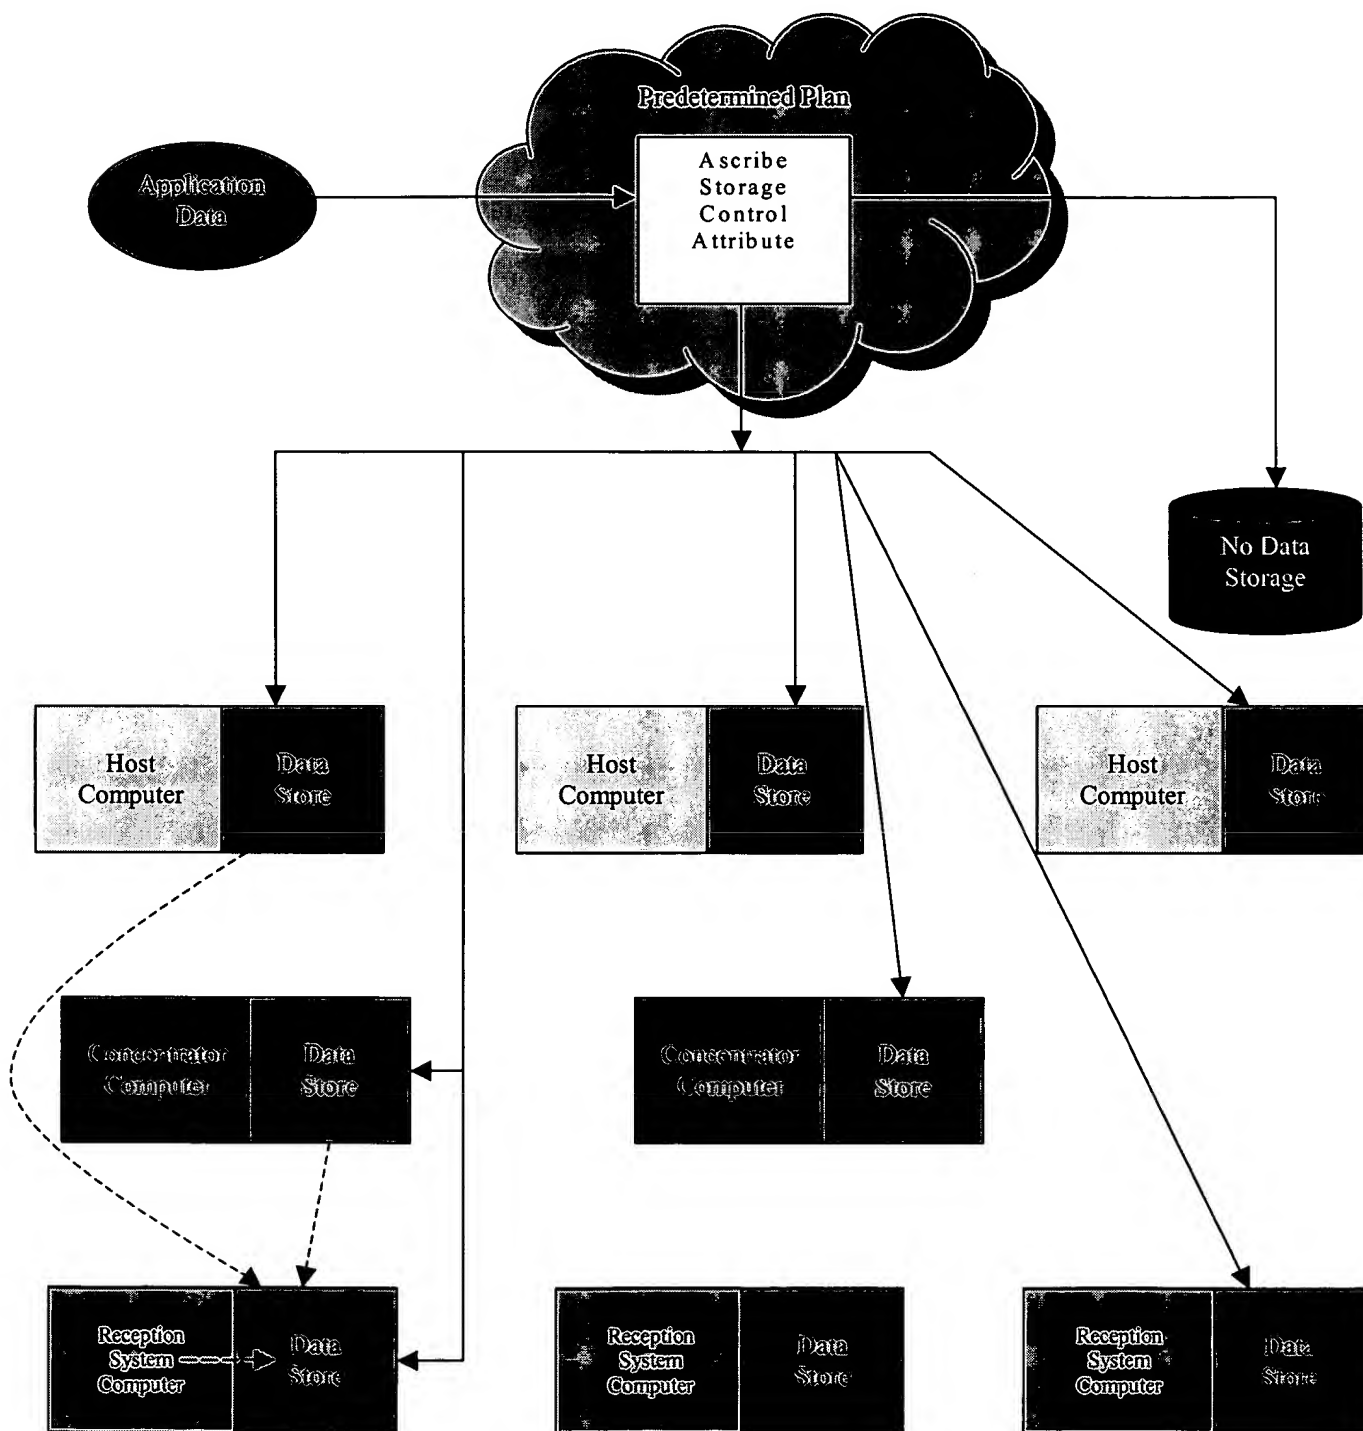 Predetermined Plan
Application
Data
Ascribe
Storage
Control
Attribute
No Data
Storage
Host
Computer
Data
Store
Host
Computer
Data
Store
Host
Computer
Data
Store
Concentrator
Computer
Data
Store
Concentrator
Computer
Data
Store
Reception
System
Computer
Data
Store
Reception
System
Computer
Data
Store
Reception
System
Computer
Data
Store